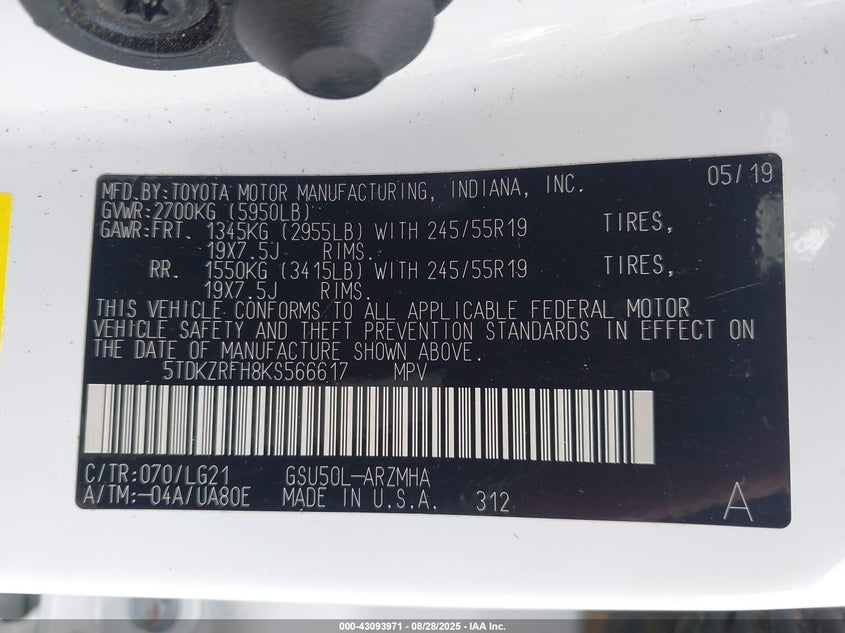 MFD.BY:TOYOTA MOTOR MANUFACTURING, INDIANA, INC. 05/19
GVWR:2700KG (5950LB)
GAWR:FRT. 1345KG (2955LB) WITH 245/55R19 TIRES,
19X7.5J RIMS.
RR. 1550KG (3415LB) WITH 245/55R19 TIRES,
19X7.5J RIMS.
THIS VEHICLE CONFORMS TO ALL APPLICABLE FEDERAL MOTOR
VEHICLE SAFETY AND THEFT PREVENTION STANDARDS IN EFFECT ON
THE DATE OF MANUFACTURE SHOWN ABOVE.
5TDKZRFH8KS566617 MPV
C/TR:070/LG21 GSU50L-ARZMHA
A/TM:-04A/UA80E MADE IN U.S.A. 312 A
000-43093971 | 08/28/2025 - IAA Inc.